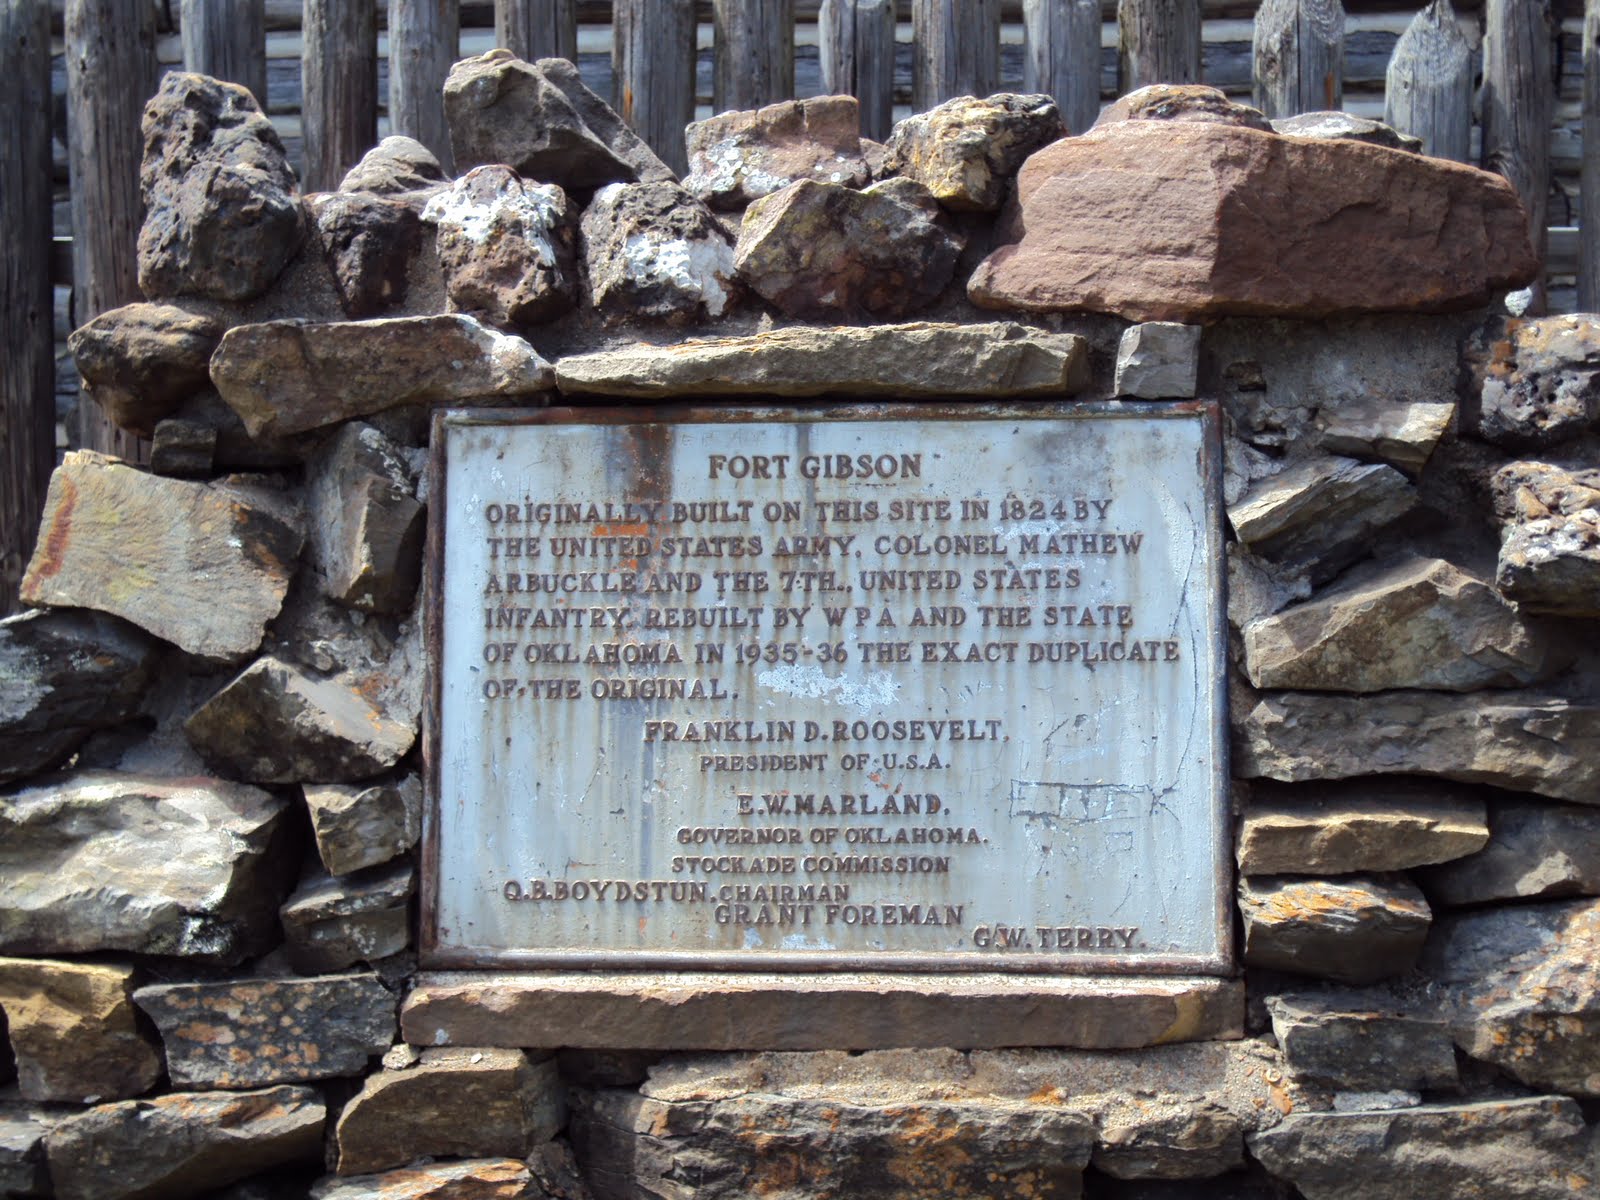 FORT GIBSON
ORIGINALLY BUILT ON THIS SITE IN 1824 BY
THE UNITED STATES ARMY, COLONEL MATHEW
ARBUCKLE AND THE 7TH., UNITED STATES
INFANTRY. REBUILT BY W P A AND THE STATE
OF OKLAHOMA IN 1935-36 THE EXACT DUPLICATE
OF THE ORIGINAL.
FRANKLIN D. ROOSEVELT.
PRESIDENT OF U.S.A.
E.W. MARLAND.
GOVERNOR OF OKLAHOMA.
STOCKADE COMMISSION
Q.B. BOYDSTUN. CHAIRMAN
GRANT FOREMAN
G.W. TERRY.